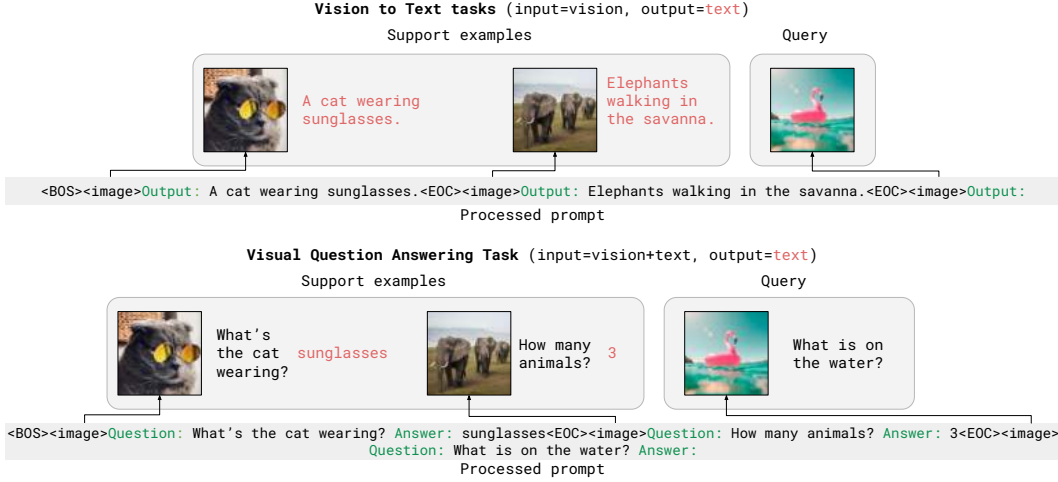 Vision to Text tasks (input=vision, output=text)
Support examples
Query
A cat wearing
sunglasses.
Elephants
walking in
the savanna.
<BOS><image>Output: A cat wearing sunglasses.<EOC><image>Output: Elephants walking in the savanna.<EOC><image>Output:
Processed prompt
Visual Question Answering Task (input=vision+text, output=text)
Support examples
Query
What's
the cat
wearing?
sunglasses
How many
animals?
3
What is on
the water?
<BOS><image>Question: What's the cat wearing? Answer: sunglasses<EOC><image>Question: How many animals? Answer: 3<EOC><image>
Question: What is on the water? Answer:
Processed prompt